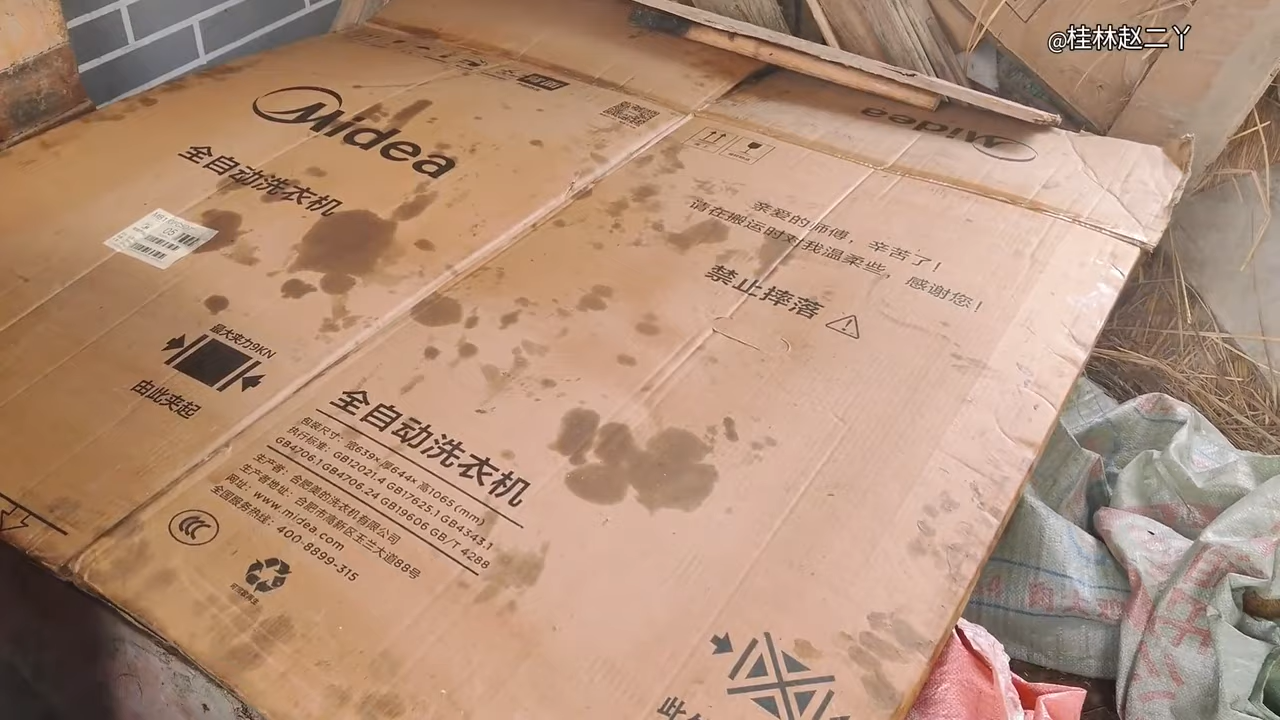 @桂林赵二丫
Midea
全自动洗衣机
06
最大夹力9KN
由此夹起
Midea
亲爱的师傅，辛苦了！
请在搬运时对我温柔些，感谢您！
禁止摔落
全自动洗衣机
包装尺寸：宽639×厚644×高1065(mm)
执行标准：GB12021.4 GB17625.1 GB4343.1
GB4706.1GB4706.24 GB19606 GB/T 4288
生产者：合肥美的洗衣机有限公司
生产者地址：合肥市高新区玉兰大道88号
网址：www.midea.com
全国服务热线：400-8899-315
可回收再生